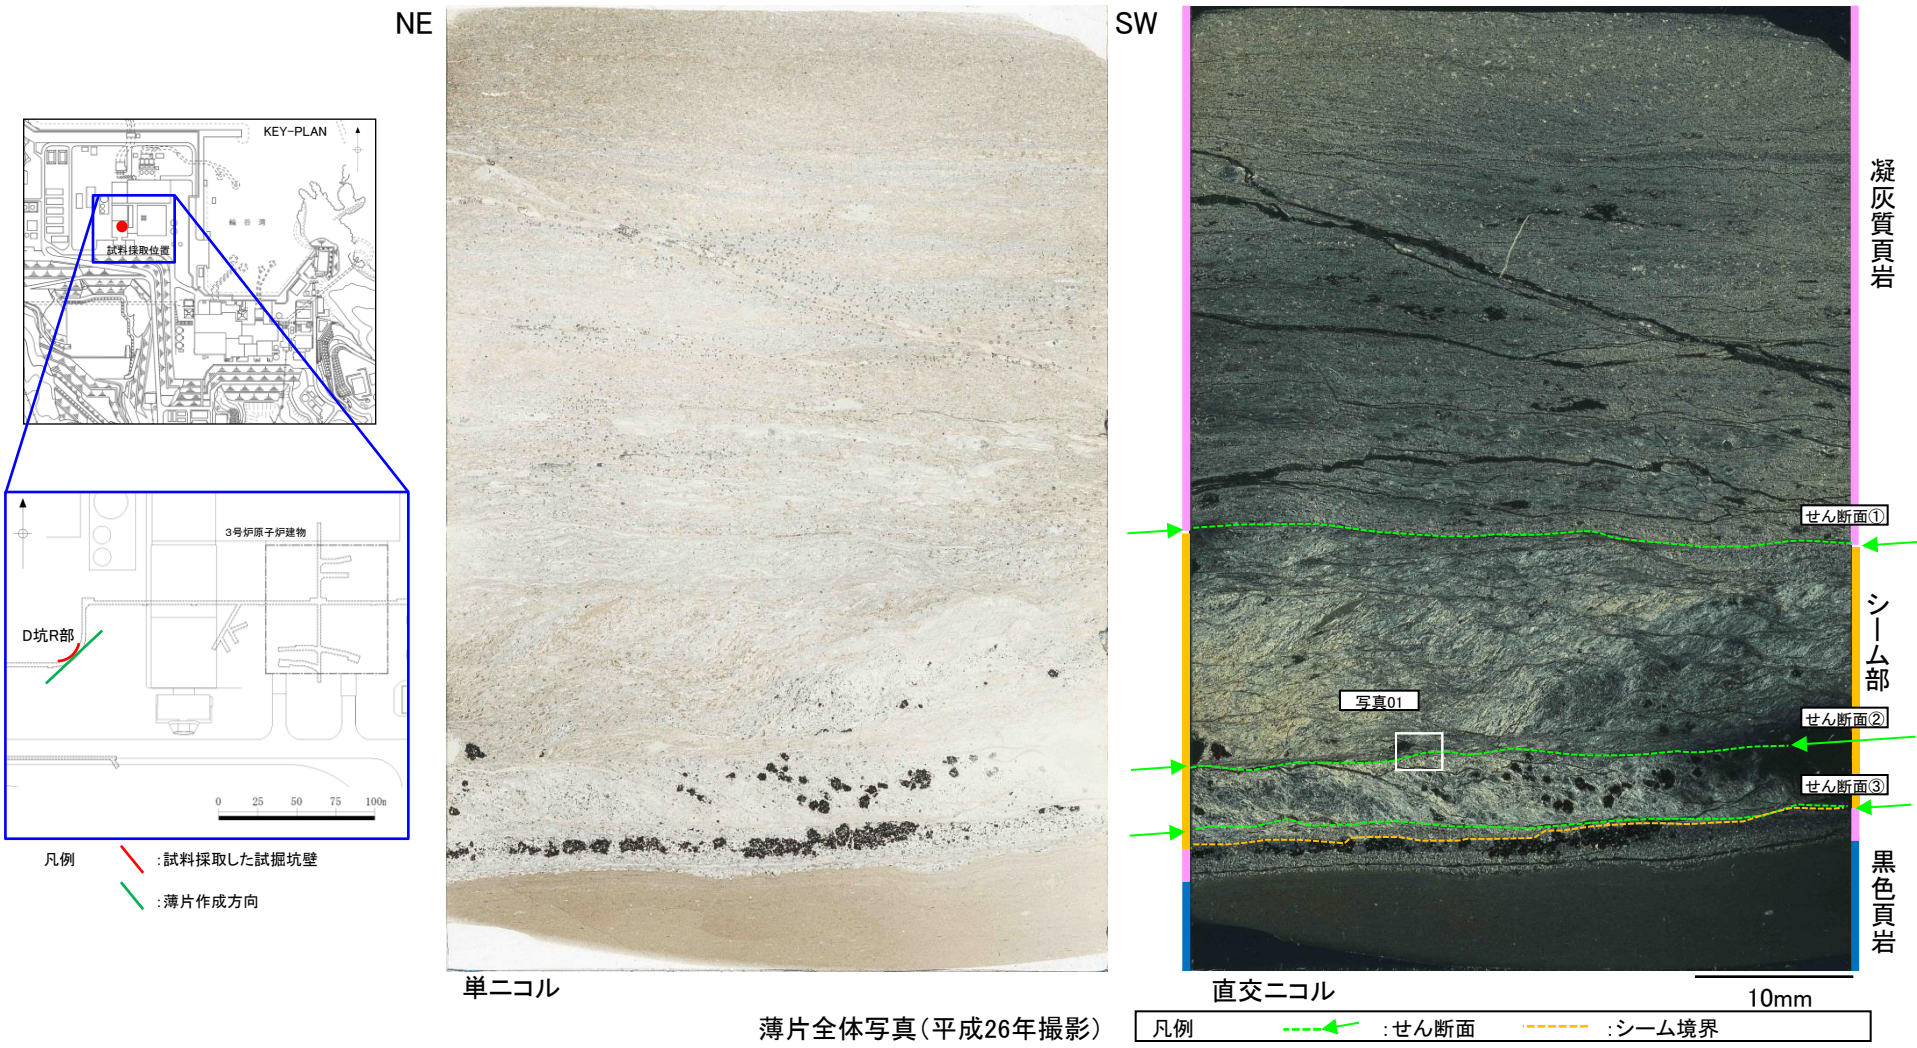 NE
SW
KEY-PLAN
輪谷湾
試料採取位置
3号炉原子炉建物
D坑R部
0 25 50 75 100m
凡例
:試料採取した試掘坑壁
:薄片作成方向
凝灰質頁岩
せん断面①
シーム部
写真01
せん断面②
せん断面③
黒色頁岩
単ニコル
直交ニコル
10mm
薄片全体写真(平成26年撮影)
凡例
:せん断面
:シーム境界